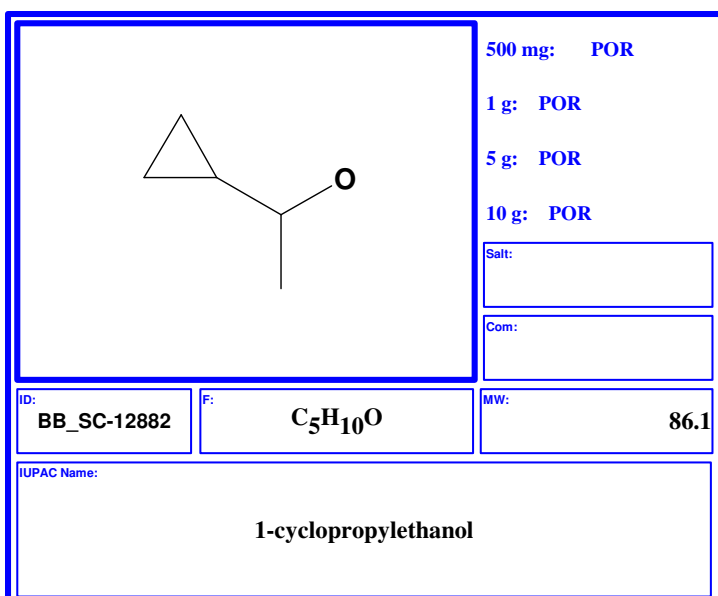 O
500 mg: POR
1 g: POR
5 g: POR
10 g: POR
Salt:
Com:
ID:
BB_SC-12882
F:
C5H10O
MW:
86.1
IUPAC Name:
1-cyclopropylethanol